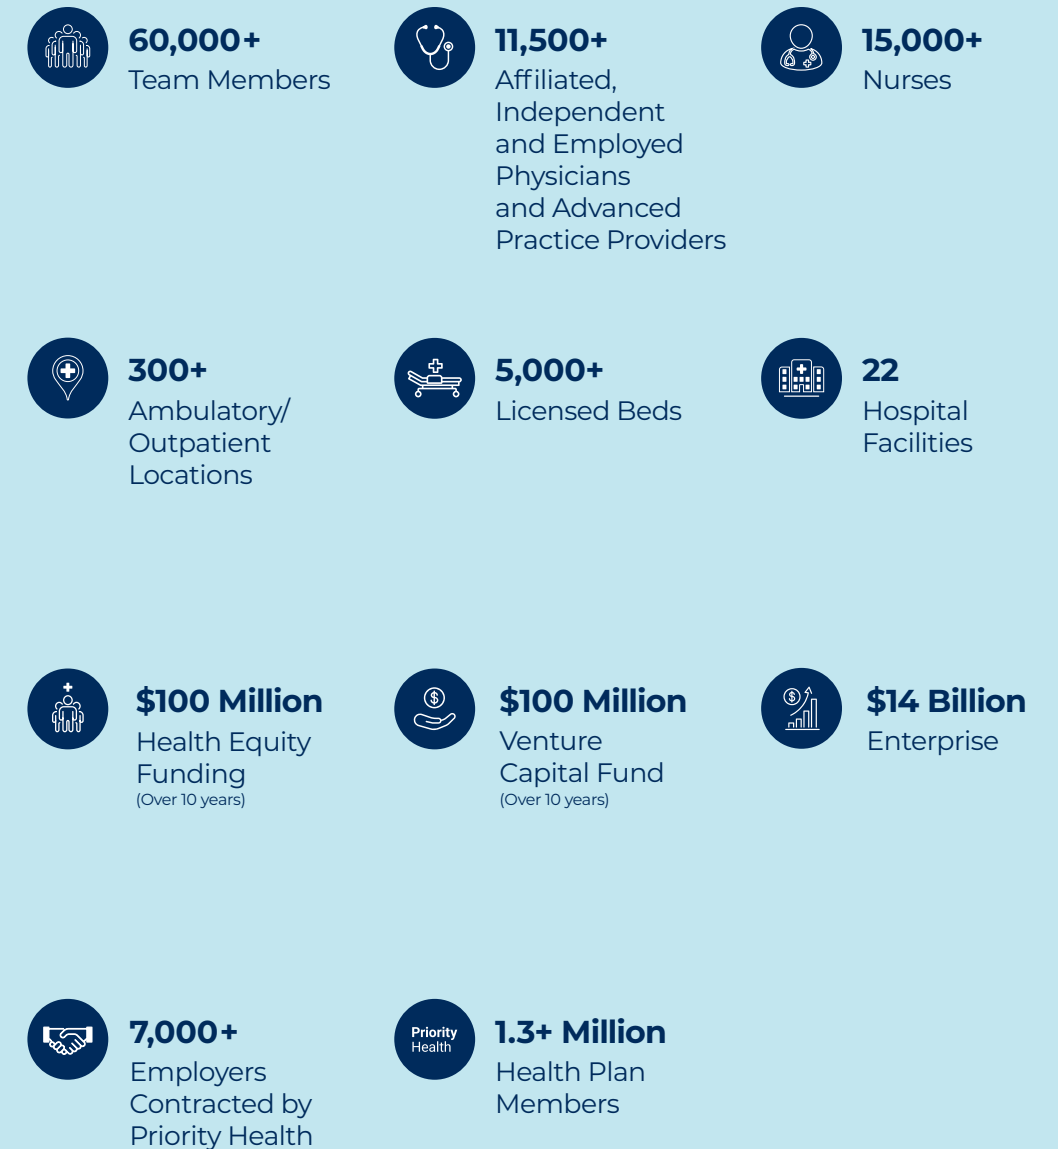 60,000+
Team Members
11,500+
Affiliated,
Independent
and Employed
Physicians
and Advanced
Practice Providers
15,000+
Nurses
300+
Ambulatory/
Outpatient
Locations
5,000+
Licensed Beds
22
Hospital
Facilities
$100 Million
Health Equity
Funding
(Over 10 years)
$100 Million
Venture
Capital Fund
(Over 10 years)
$14 Billion
Enterprise
7,000+
Employers
Contracted by
Priority Health
Priority
Health
1.3+ Million
Health Plan
Members